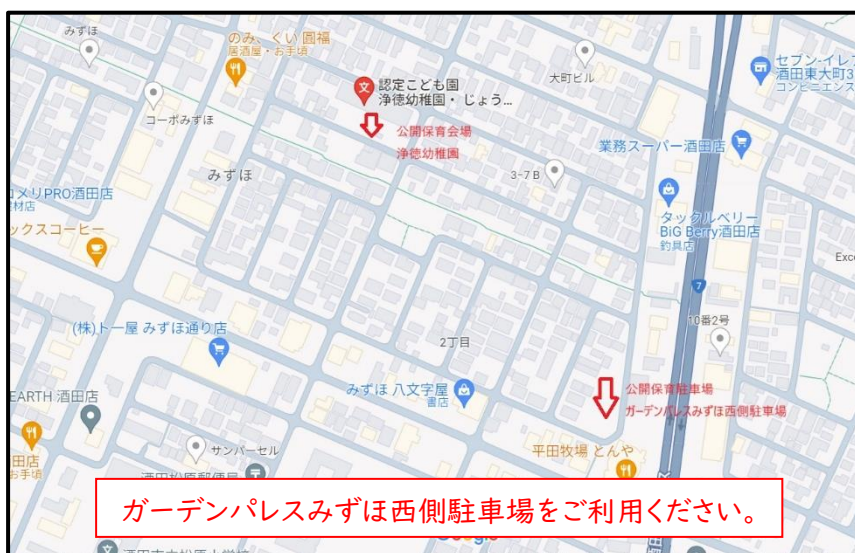 みずほ
のみ、くい 圓福
居酒屋・お手頃
認定こども園
浄徳幼稚園・じょう...
大町ビル
セブン-イレ
酒田東大町3
コンビニエンス
コーポみずほ
公開保育会場
浄徳幼稚園
業務スーパー酒田店
みずほ
3-7 B
コメリPRO酒田店
タックルベリー
BiG Berry酒田店
釣具店
ックスコーヒー
Exce
7
10番2号
(株)ト一屋 みずほ通り店
2丁目
みずほ 八文字屋
書店
公開保育駐車場
ガーデンパレスみずほ西側駐車場
EARTH 酒田店
サンパーセル
平田牧場 とんや
田店
お手頃
ガーデンパレスみずほ西側駐車場をご利用ください。